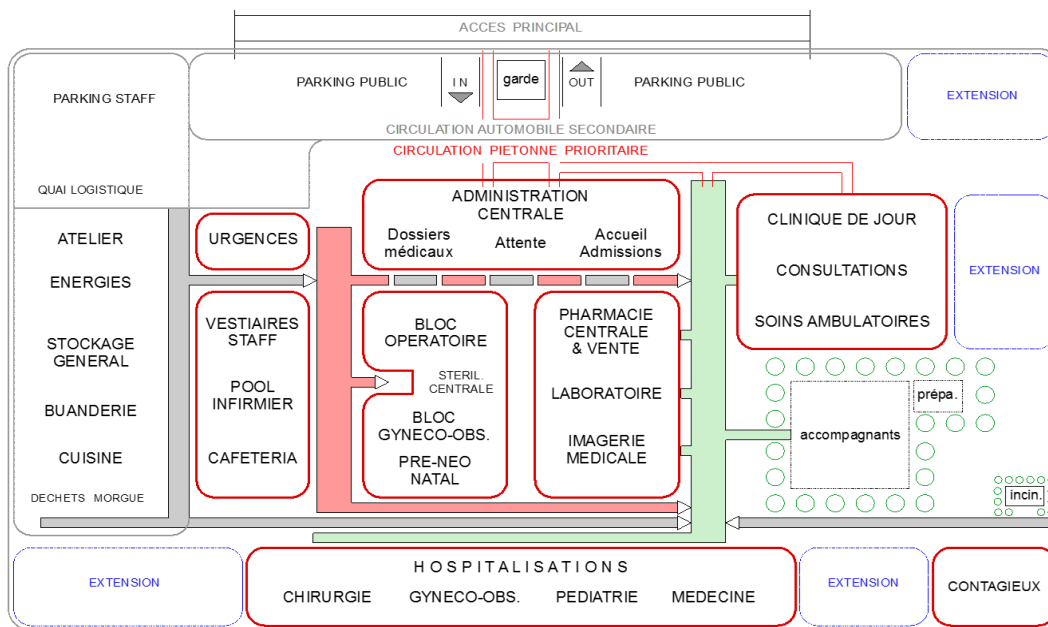 ACCES PRINCIPAL
PARKING STAFF
PARKING PUBLIC
IN
garde
OUT
PARKING PUBLIC
EXTENSION
CIRCULATION AUTOMOBILE SECONDAIRE
CIRCULATION PIETONNE PRIORITAIRE
QUAI LOGISTIQUE
ATELIER
ENERGIES
STOCKAGE
GENERAL
BUANDERIE
CUISINE
DECHETS MORGUE
URGENCES
VESTIAIRES
STAFF
POOL
INFIRMIER
CAFETERIA
ADMINISTRATION
CENTRALE
Dossiers
médicaux
Attente
Accueil
Admissions
BLOC
OPERATOIRE
STERIL.
CENTRALE
BLOC
GYNECO-OBS.
PRE-NEO
NATAL
PHARMACIE
CENTRALE
& VENTE
LABORATOIRE
IMAGERIE
MEDICALE
CLINIQUE DE JOUR
CONSULTATIONS
SOINS AMBULATOIRES
EXTENSION
prépa.
accompagnants
incin.
EXTENSION
HOSPITALISATIONS
CHIRURGIE GYNECO-OBS. PEDIATRIE MEDECINE
EXTENSION
CONTAGIEUX